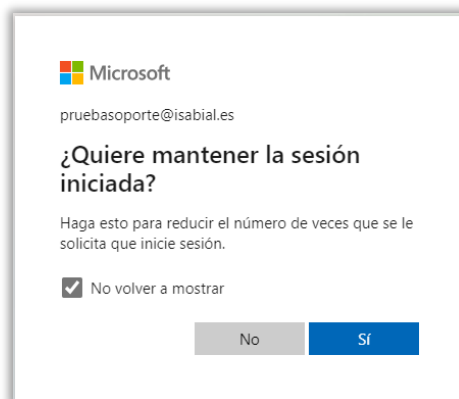 Microsoft
pruebasoporte@isabial.es
¿Quiere mantener la sesión
iniciada?
Haga esto para reducir el número de veces que se le
solicita que inicie sesión.
No volver a mostrar
No
Sí